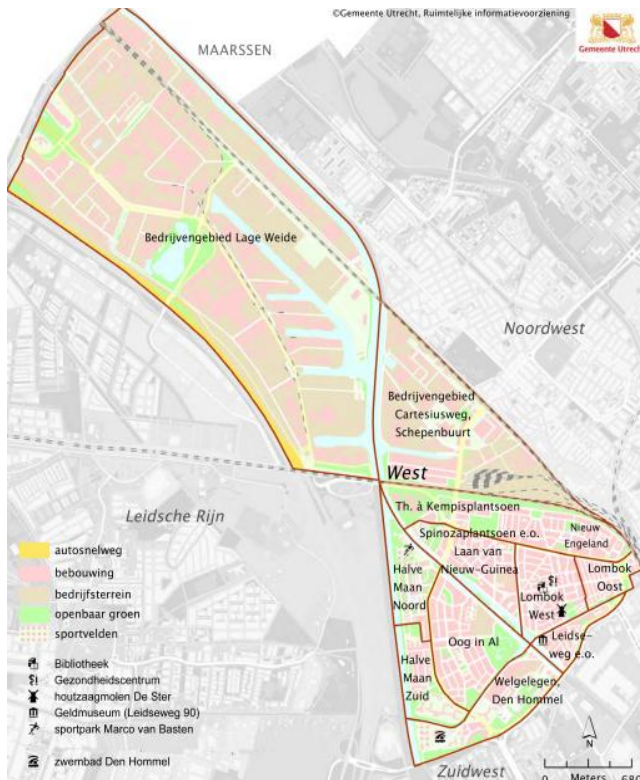 ©Gemeente Utrecht, Ruimtelijke informatievoorziening
Gemeente Utrecht
MAARSSEN
Bedrijvengebied Lage Weide
Noordwest
Bedrijvengebied
Cartesiusweg,
Schepenbuurt
West
Leidsche Rijn
Th. à Kempisplantsoen
Spinozaplantsoen e.o.
Nieuw
Engeland
Laan van
Nieuw-Guinea
Halve
Maan
Noord
Lombok
Oost
Lombok
West
Leidse-
weg e.o.
Oog in Al
Halve
Maan
Zuid
Welgelegen,
Den Hommel
Zuidwest
autosnelweg
bebouwing
bedrijfsterrein
openbaar groen
sportvelden
Bibliotheek
Gezondheidscentrum
houtzaagmolen De Ster
Geldmuseum (Leidseweg 90)
sportpark Marco van Basten
zwembad Den Hommel
N
Meters